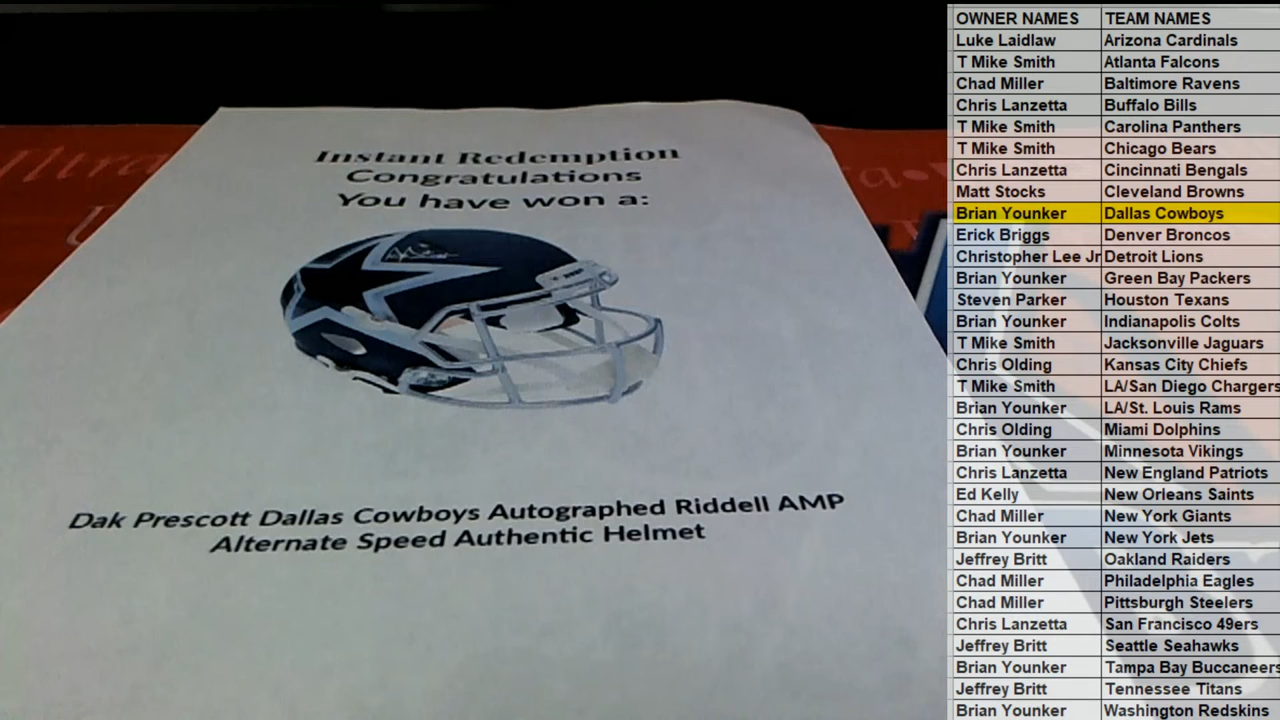 Instant Redemption
Congratulations
You have won a:
Dak Prescott Dallas Cowboys Autographed Riddell AMP
Alternate Speed Authentic Helmet
OWNER NAMES TEAM NAMES
Luke Laidlaw Arizona Cardinals
T Mike Smith Atlanta Falcons
Chad Miller Baltimore Ravens
Chris Lanzetta Buffalo Bills
T Mike Smith Carolina Panthers
T Mike Smith Chicago Bears
Chris Lanzetta Cincinnati Bengals
Matt Stocks Cleveland Browns
Brian Younker Dallas Cowboys
Erick Briggs Denver Broncos
Christopher Lee Jr Detroit Lions
Brian Younker Green Bay Packers
Steven Parker Houston Texans
Brian Younker Indianapolis Colts
T Mike Smith Jacksonville Jaguars
Chris Olding Kansas City Chiefs
T Mike Smith LA/San Diego Chargers
Brian Younker LA/St. Louis Rams
Chris Olding Miami Dolphins
Brian Younker Minnesota Vikings
Chris Lanzetta New England Patriots
Ed Kelly New Orleans Saints
Chad Miller New York Giants
Brian Younker New York Jets
Jeffrey Britt Oakland Raiders
Chad Miller Philadelphia Eagles
Chad Miller Pittsburgh Steelers
Chris Lanzetta San Francisco 49ers
Jeffrey Britt Seattle Seahawks
Brian Younker Tampa Bay Buccaneers
Jeffrey Britt Tennessee Titans
Brian Younker Washington Redskins